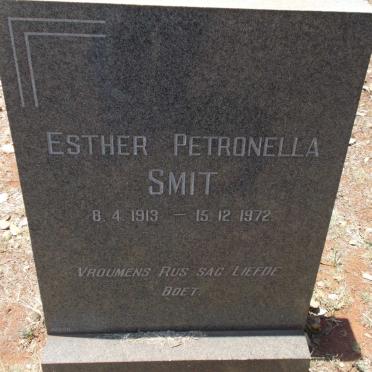 ESTHER PETRONELLA
SMIT
8. 4. 1913 — 15. 12. 1972.
VROUMENS RUS SAG LIEFDE
BOET.